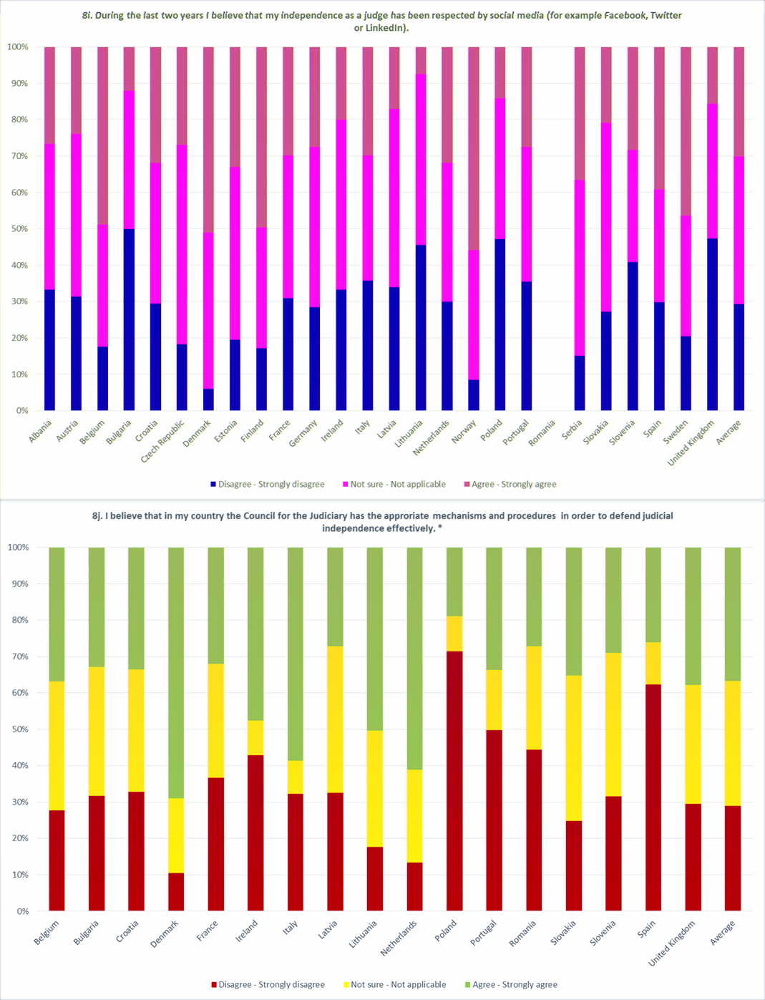 8i. During the last two years I believe that my independence as a judge has been respected by social media (for example Facebook, Twitter
or LinkedIn).
100%
90%
80%
70%
60%
50%
40%
30%
20%
10%
0%
Albania
Austria
Belgium
Bulgaria
Croatia
Czech Republic
Denmark
Estonia
Finland
France
Germany
Ireland
Italy
Latvia
Lithuania
Netherlands
Norway
Poland
Portugal
Romania
Serbia
Slovakia
Slovenia
Spain
Sweden
United Kingdom
Average
Disagree - Strongly disagree
Not sure - Not applicable
Agree - Strongly agree
8j. I believe that in my country the Council for the Judiciary has the approriate mechanisms and procedures in order to defend judicial
independence effectively. *
100%
90%
80%
70%
60%
50%
40%
30%
20%
10%
0%
Belgium
Bulgaria
Croatia
Denmark
France
Ireland
Italy
Latvia
Lithuania
Netherlands
Poland
Portugal
Romania
Slovakia
Slovenia
Spain
United Kingdom
Average
Disagree - Strongly disagree
Not sure - Not applicable
Agree - Strongly agree